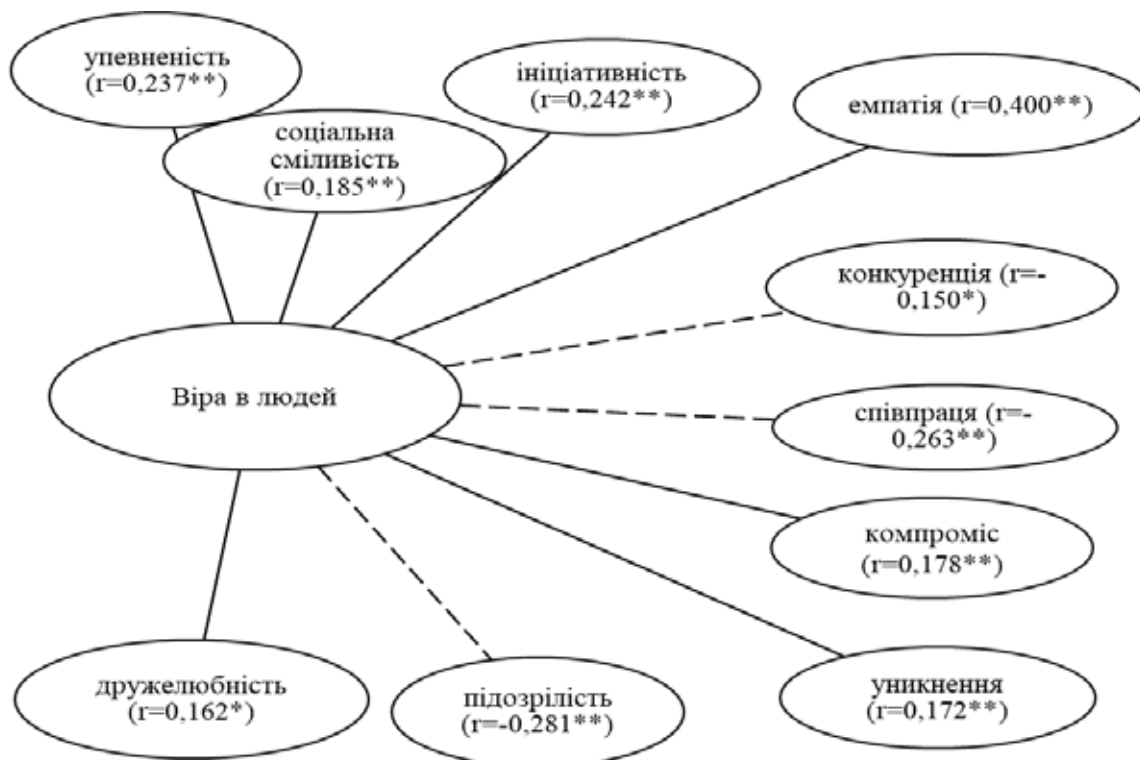 упевненість
(r=0,237**)
ініціативність
(r=0,242**)
емпатія (r=0,400**)
соціальна
сміливість
(r=0,185**)
конкуренція (r=-
0,150*)
Віра в людей
співпраця (r=-
0,263**)
компроміс
(r=0,178**)
дружелюбність
(r=0,162*)
підозрілість
(r=-0,281**)
уникнення
(r=0,172**)